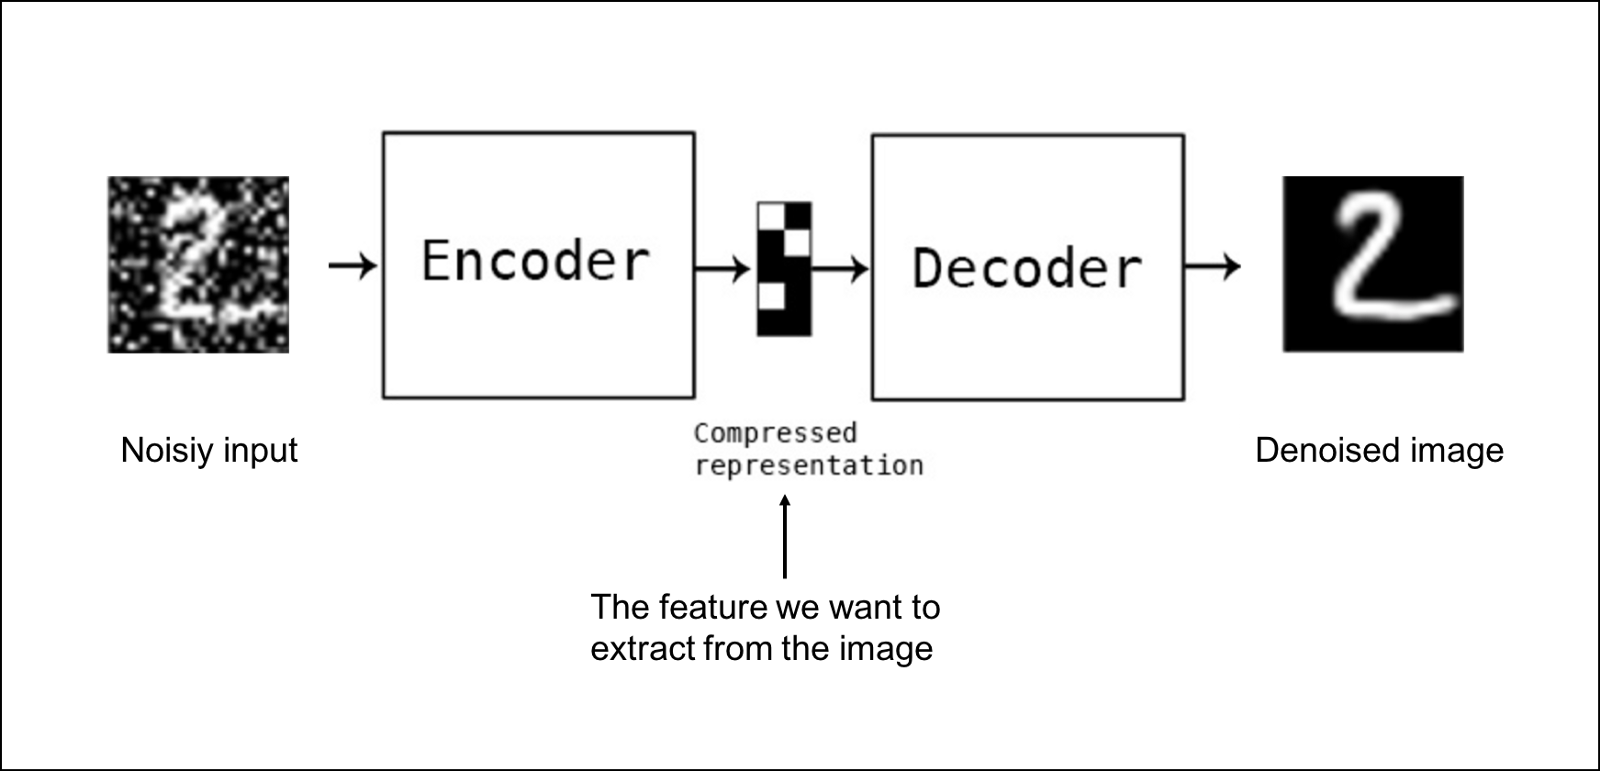 Encoder
Decoder
Compressed
representation
Noisiy input
Denoised image
The feature we want to
extract from the image